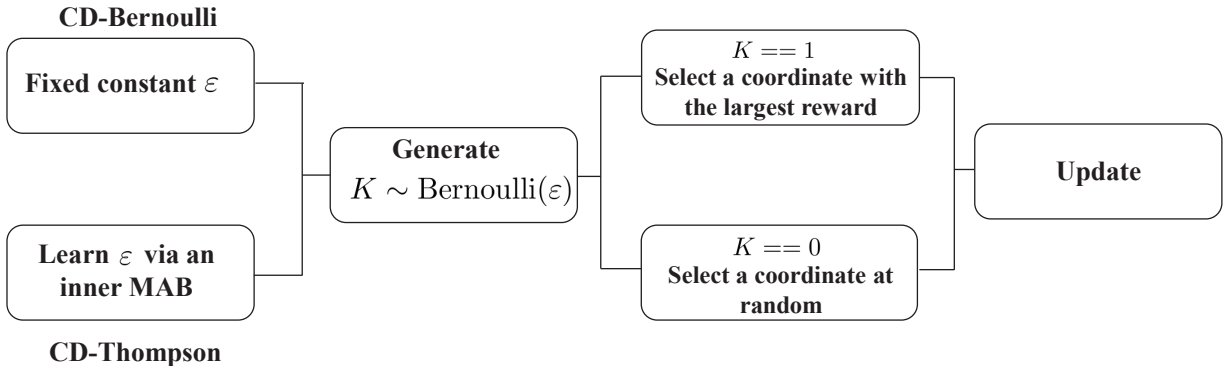 CD-Bernoulli
Fixed constant ε
Learn ε via an
inner MAB
CD-Thompson
Generate
K ∼ Bernoulli(ε)
K == 1
Select a coordinate with
the largest reward
K == 0
Select a coordinate at
random
Update